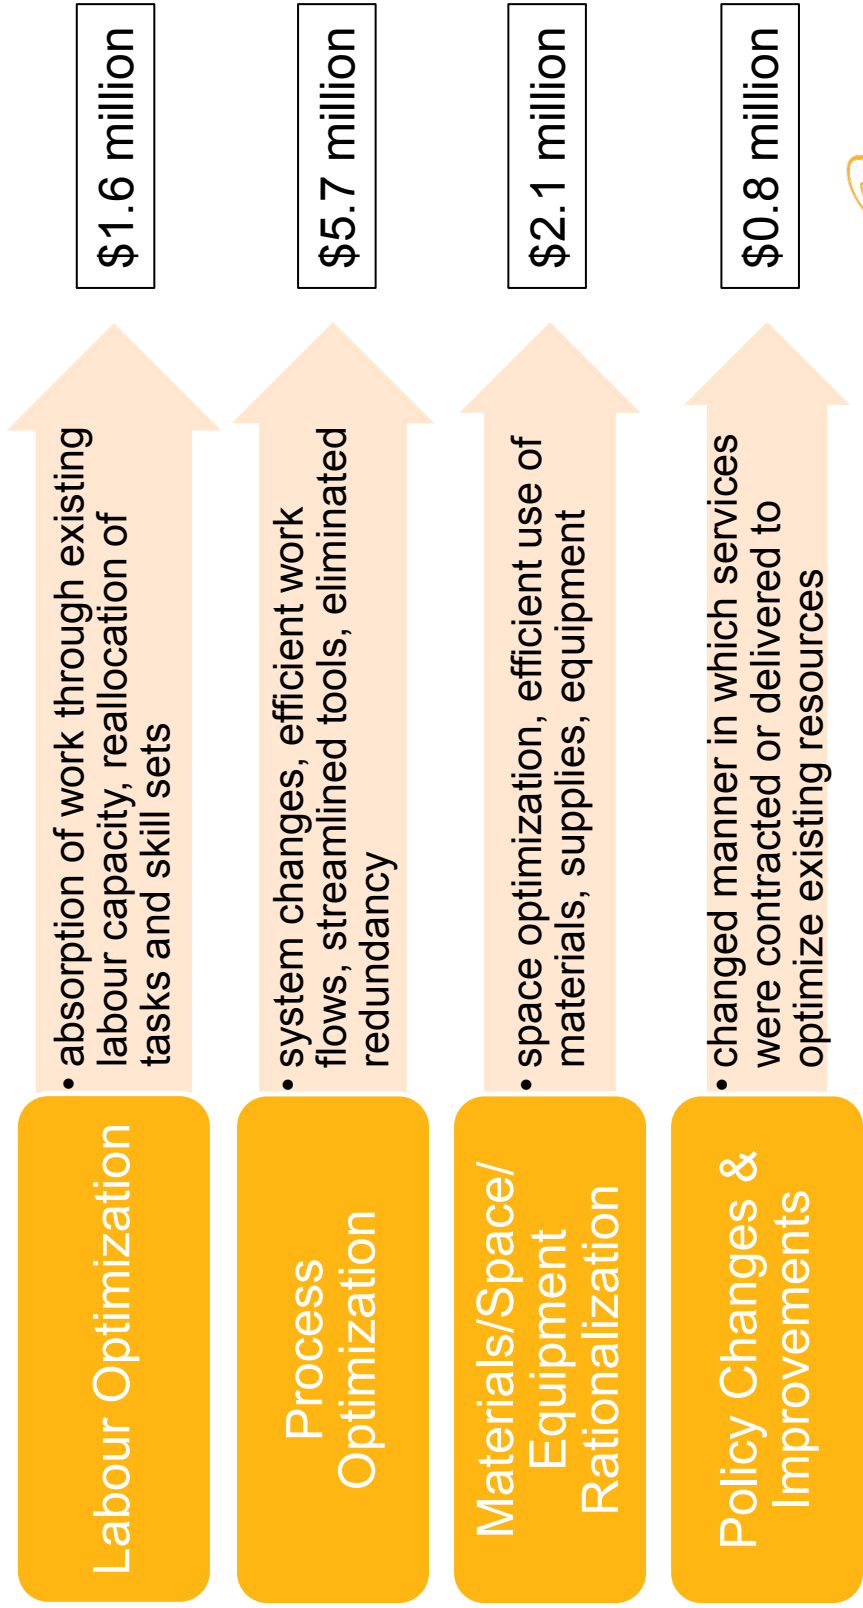 Labour Optimization
• absorption of work through existing
labour capacity, reallocation of
tasks and skill sets
$1.6 million
Process
Optimization
• system changes, efficient work
flows, streamlined tools, eliminated
redundancy
$5.7 million
Materials/Space/
Equipment
Rationalization
• space optimization, efficient use of
materials, supplies, equipment
$2.1 million
Policy Changes &
Improvements
• changed manner in which services
were contracted or delivered to
optimize existing resources
$0.8 million